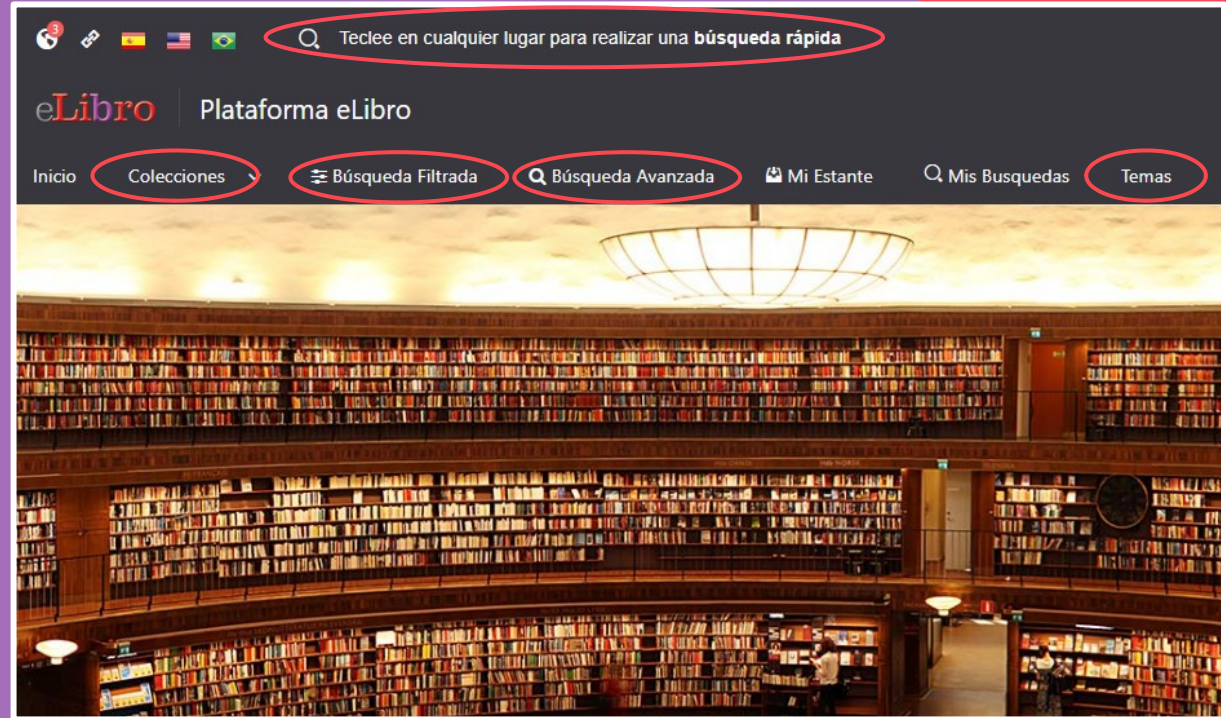 3
Teclee en cualquier lugar para realizar una búsqueda rápida
eLibro Plataforma eLibro
Inicio Colecciones Búsqueda Filtrada Búsqueda Avanzada Mi Estante Mis Busquedas Temas